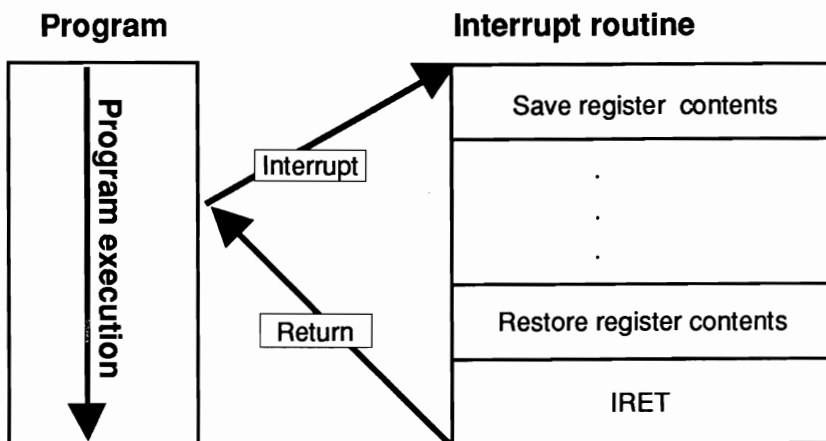 Program
Interrupt routine
Program execution
Save register contents
Interrupt
.
.
.
Restore register contents
Return
IRET